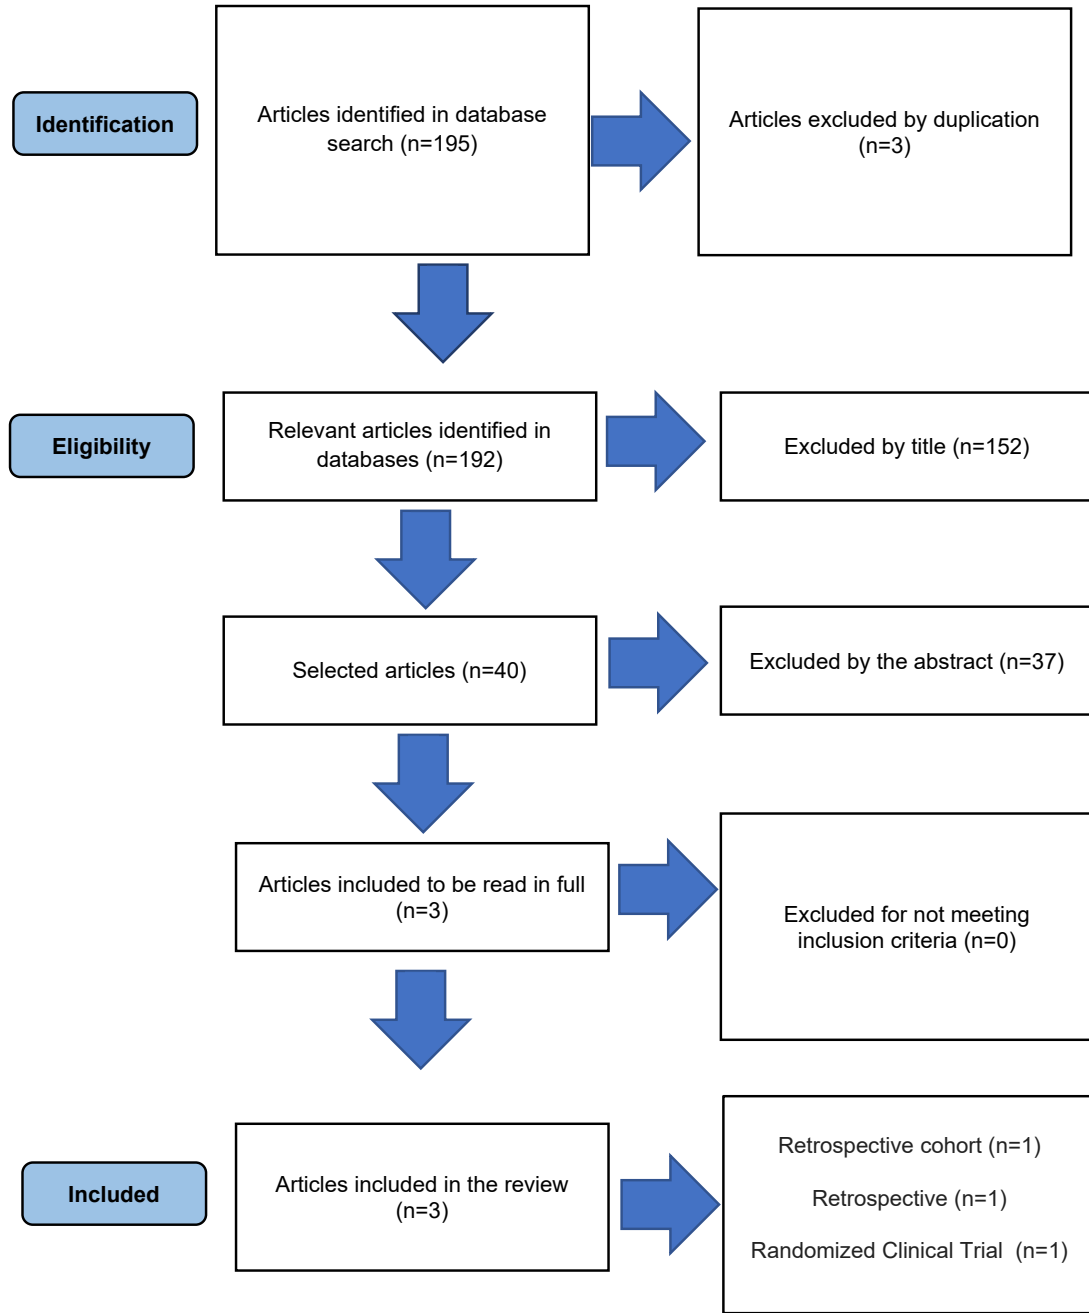 Identification
Articles identified in database
search (n=195)
Articles excluded by duplication
(n=3)
Eligibility
Relevant articles identified in
databases (n=192)
Excluded by title (n=152)
Selected articles (n=40)
Excluded by the abstract (n=37)
Articles included to be read in full
(n=3)
Excluded for not meeting
inclusion criteria (n=0)
Included
Articles included in the review
(n=3)
Retrospective cohort (n=1)
Retrospective (n=1)
Randomized Clinical Trial (n=1)